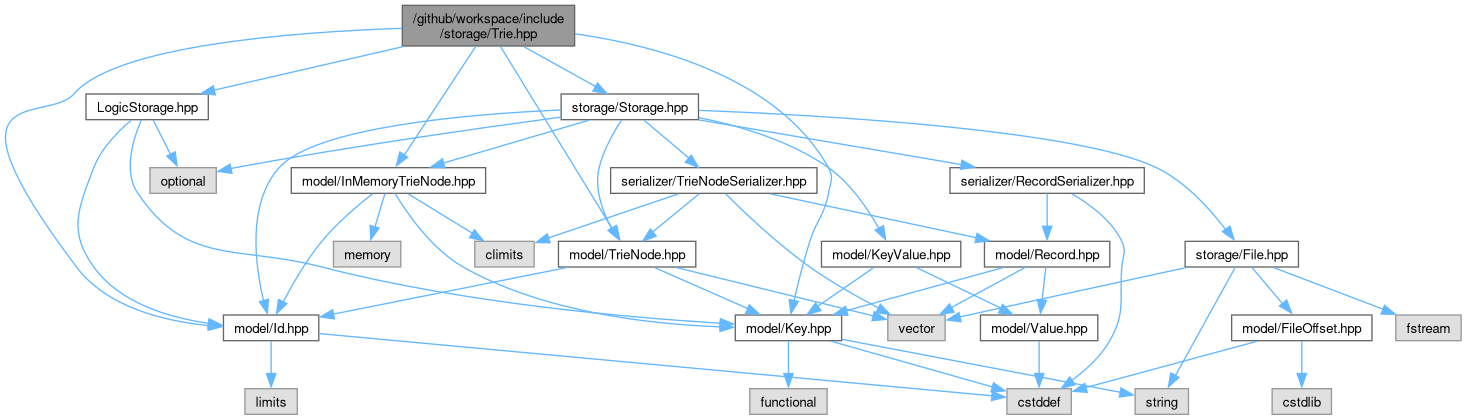 /github/workspace/include
/storage/Trie.hpp
LogicStorage.hpp
storage/Storage.hpp
optional
model/InMemoryTrieNode.hpp
serializer/TrieNodeSerializer.hpp
serializer/RecordSerializer.hpp
memory
climits
model/TrieNode.hpp
model/KeyValue.hpp
model/Record.hpp
storage/File.hpp
model/Id.hpp
model/Key.hpp
vector
model/Value.hpp
model/FileOffset.hpp
fstream
limits
functional
cstddef
string
cstdlib